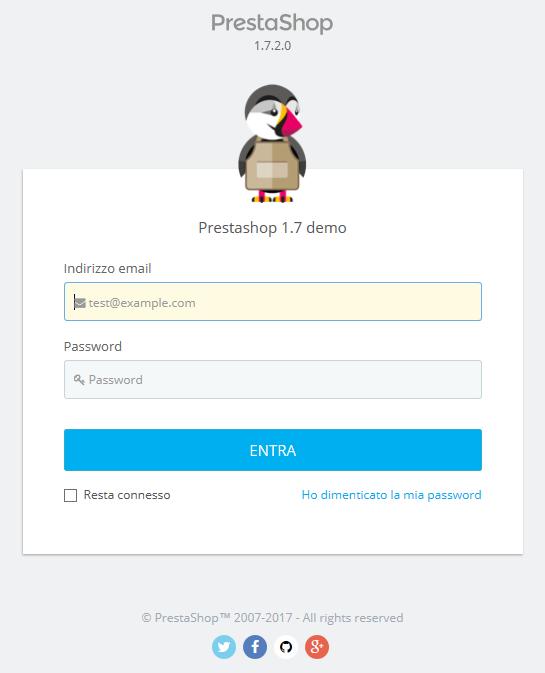 PrestaShop
1.7.2.0
Prestashop 1.7 demo
Indirizzo email
test@example.com
Password
Password
ENTRA
Resta connesso Ho dimenticato la mia password
© PrestaShop™ 2007-2017 - All rights reserved